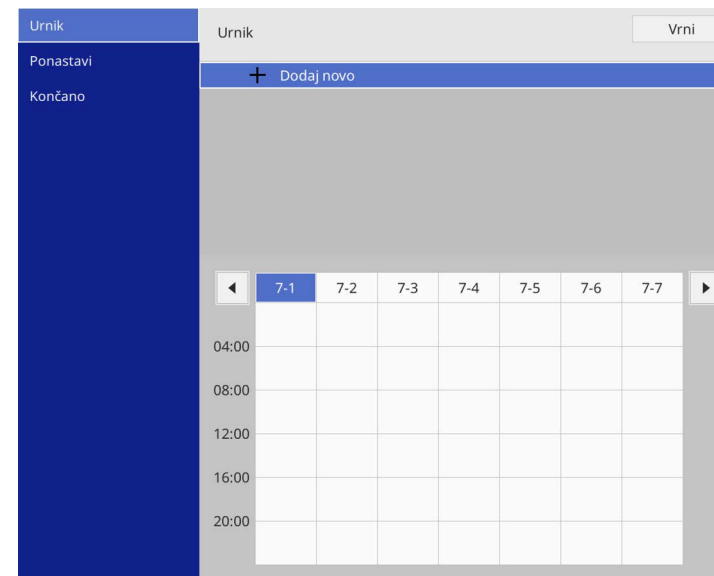 Urnik
Ponastavi
Končano
Urnik
Vrni
Dodaj novo
7-1 7-2 7-3 7-4 7-5 7-6 7-7
04:00
08:00
12:00
16:00
20:00